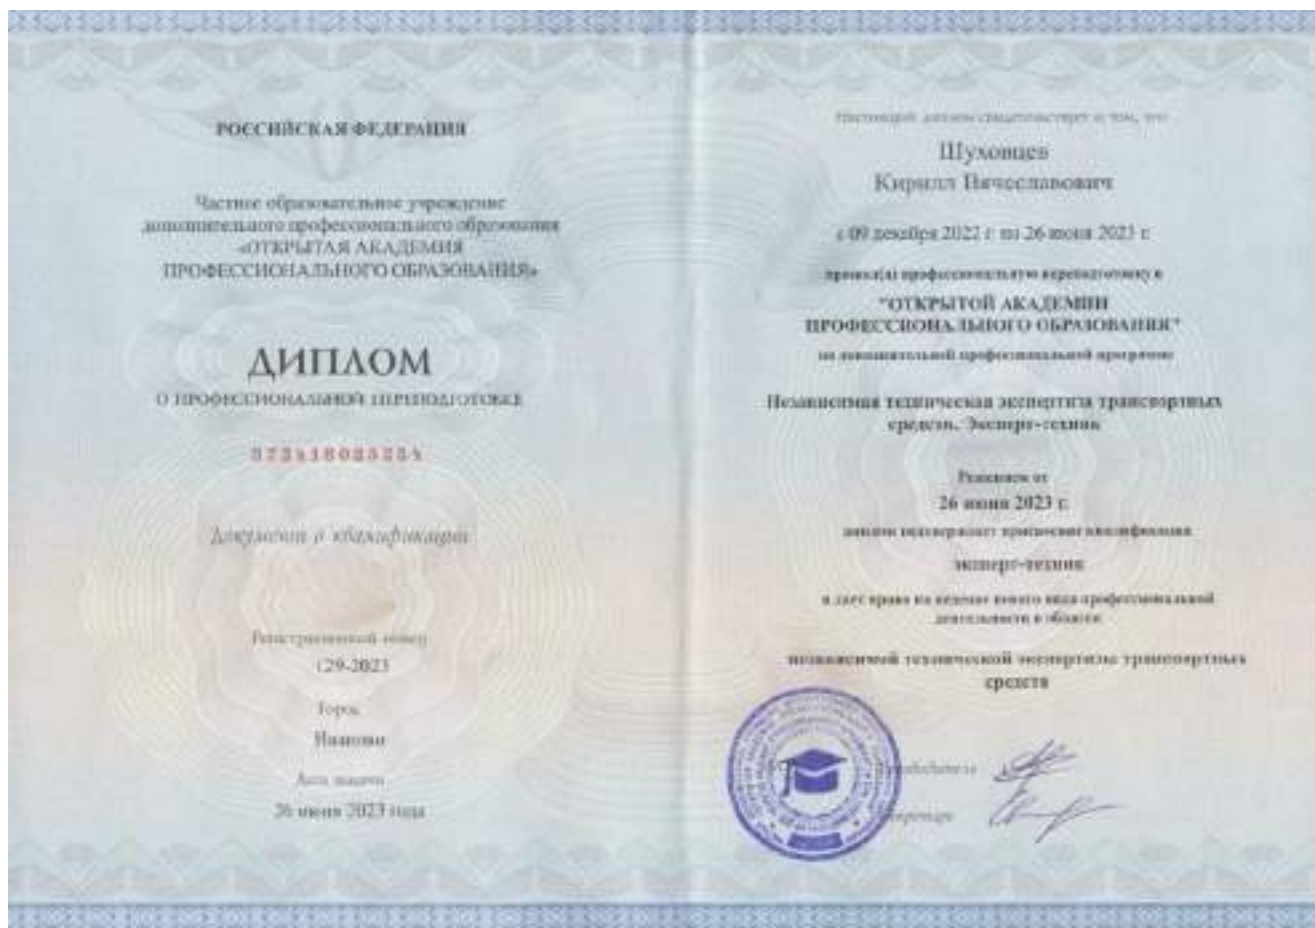 РОССИЙСКАЯ ФЕДЕРАЦИЯ
Частное образовательное учреждение
дополнительного профессионального образования
«ОТКРЫТАЯ АКАДЕМИЯ
ПРОФЕССИОНАЛЬНОГО ОБРАЗОВАНИЯ»
ДИПЛОМ
О ПРОФЕССИОНАЛЬНОЙ ПЕРЕПОДГОТОВКЕ
Документ о квалификации
Регистрационный номер
129-2023
Город
Иваново
Дата выдачи
26 июня 2023 года
Настоящий диплом свидетельствует о том, что
Шуховцев
Кирилл Вячеславович
с 09 декабря 2022 г. по 26 июня 2023 г.
прошел(а) профессиональную переподготовку в
"ОТКРЫТОЙ АКАДЕМИИ
ПРОФЕССИОНАЛЬНОГО ОБРАЗОВАНИЯ"
по дополнительной профессиональной программе
Независимая техническая экспертиза транспортных
средств. Эксперт-техник
Решением от
26 июня 2023 г.
диплом подтверждает присвоение квалификации
эксперт-техник
и дает право на ведение нового вида профессиональной
деятельности в области
независимой технической экспертизы транспортных
средств